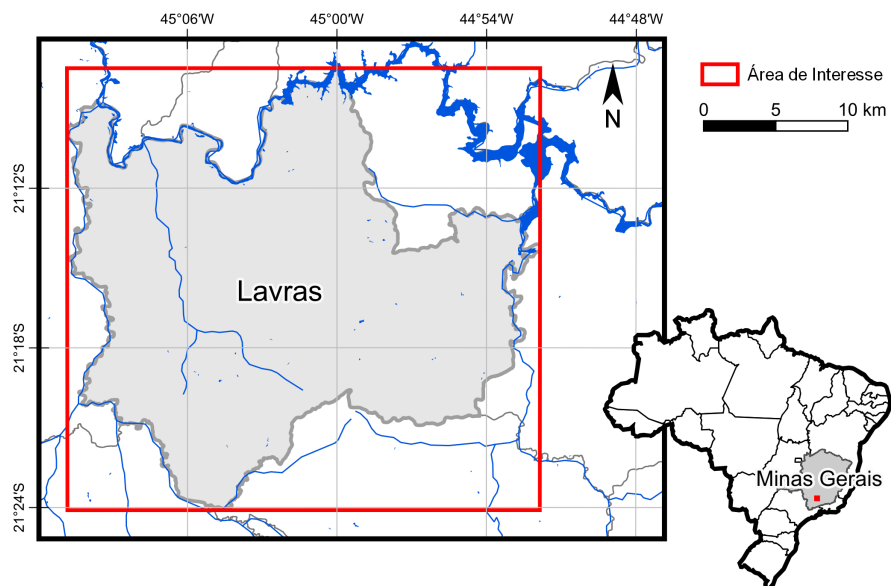 45°06'W 45°00'W 44°54'W 44°48'W
Área de Interesse
0 5 10 km
N
21°12'S
Lavras
21°18'S
Minas Gerais
21°24'S